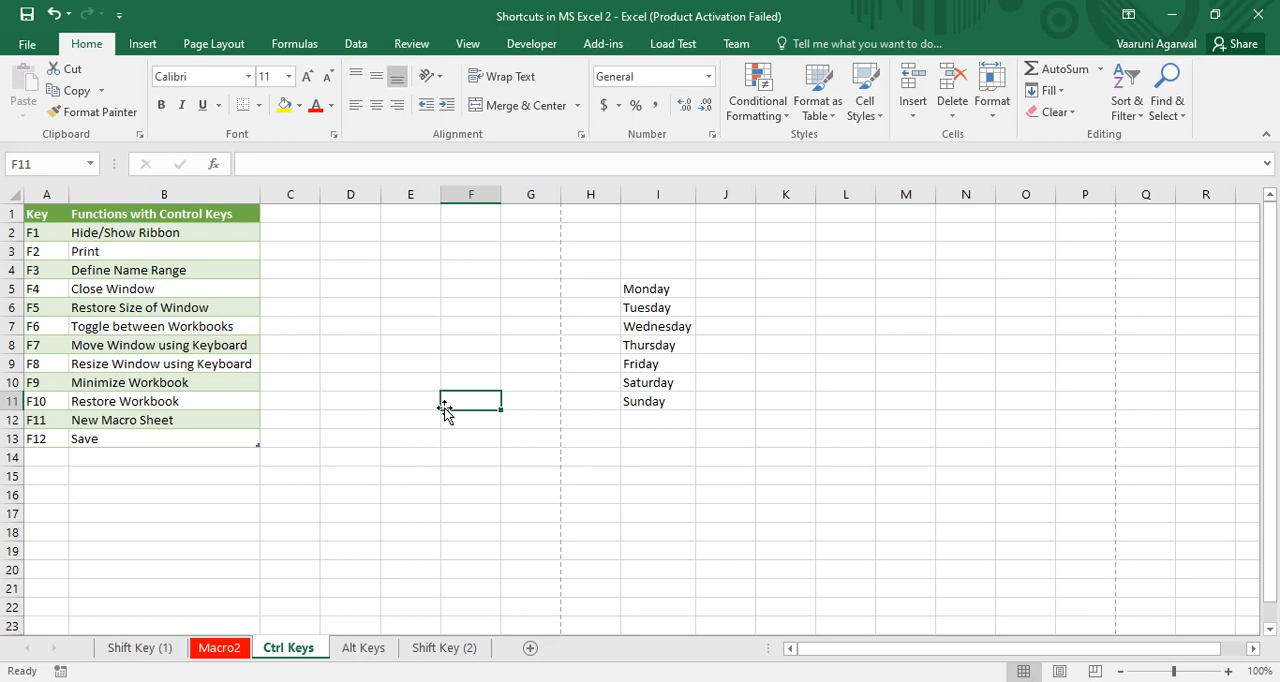 Shortcuts in MS Excel 2 - Excel (Product Activation Failed)
File Home Insert Page Layout Formulas Data Review View Developer Add-ins Load Test Team Tell me what you want to do... Vaaruni Agarwal Share
Paste
Cut
Copy
Format Painter
Clipboard
Calibri 11
B I U
Font
Wrap Text
Merge & Center
Alignment
General
$ % ,
Number
Conditional Formatting
Format as Table
Cell Styles
Styles
Insert
Delete
Format
Cells
AutoSum
Fill
Clear
Sort & Filter
Find & Select
Editing
F11 fx
A B C D E F G H I J K L M N O P Q R
1 Key Functions with Control Keys
2 F1 Hide/Show Ribbon
3 F2 Print
4 F3 Define Name Range
5 F4 Close Window Monday
6 F5 Restore Size of Window Tuesday
7 F6 Toggle between Workbooks Wednesday
8 F7 Move Window using Keyboard Thursday
9 F8 Resize Window using Keyboard Friday
10 F9 Minimize Workbook Saturday
11 F10 Restore Workbook Sunday
12 F11 New Macro Sheet
13 F12 Save
14
15
16
17
18
19
20
21
22
23
Shift Key (1) Macro2 Ctrl Keys Alt Keys Shift Key (2)
Ready 100%